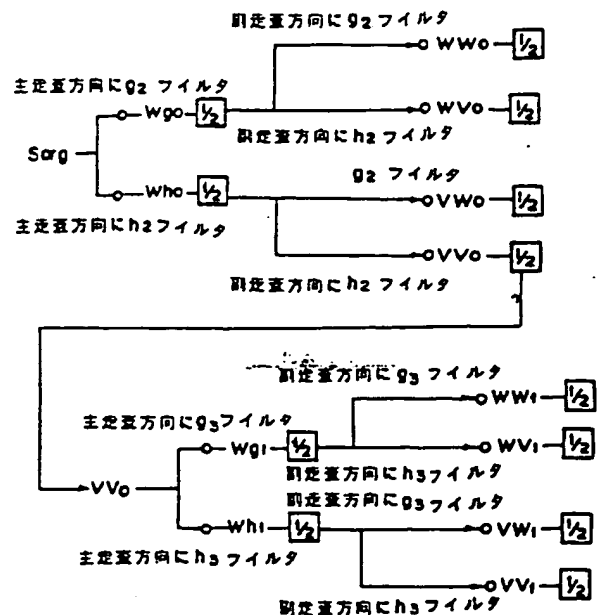 副走査方向にg2フィルタ
WW0 1/2
主走査方向にg2フィルタ
Wg0 1/2 WV0 1/2
副走査方向にh2フィルタ
Sorg
g2フィルタ
Wh0 1/2 VW0 1/2
主走査方向にh2フィルタ
VV0 1/2
副走査方向にh2フィルタ
副走査方向にg3フィルタ
WW1 1/2
主走査方向にg3フィルタ
Wg1 1/2 WV1 1/2
副走査方向にh3フィルタ
VV0
副走査方向にg3フィルタ
Wh1 1/2 VW1 1/2
主走査方向にh3フィルタ
VV1 1/2
副走査方向にh3フィルタ